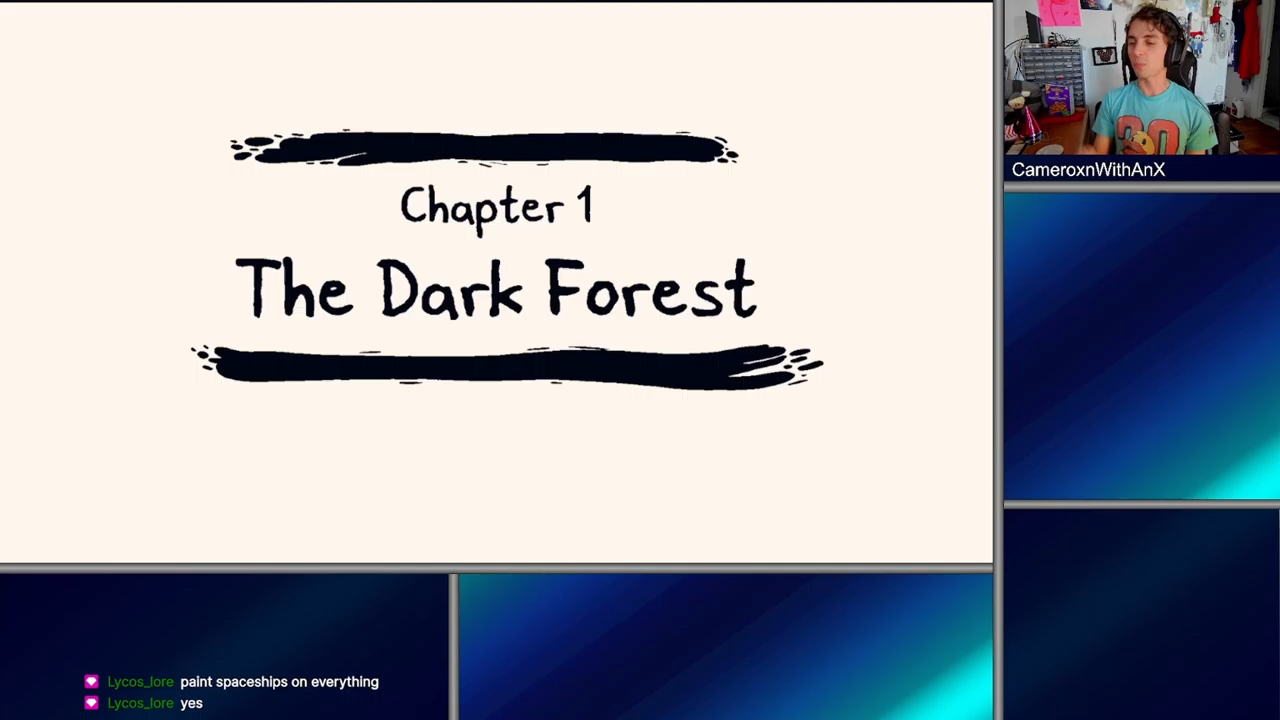 Chapter 1
The Dark Forest
CameroxnWithAnX
Lycos_lore paint spaceships on everything
Lycos_lore yes